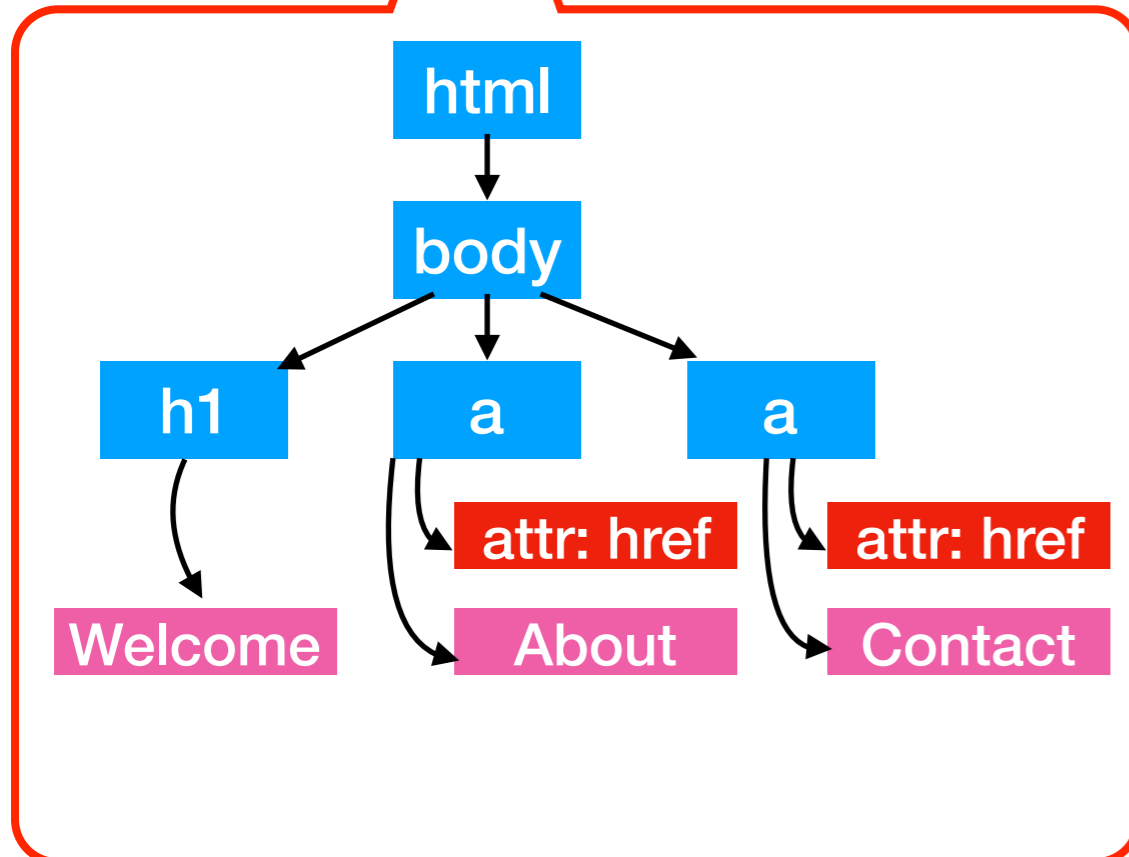 html
body
h1
a
a
attr: href
attr: href
Welcome
About
Contact